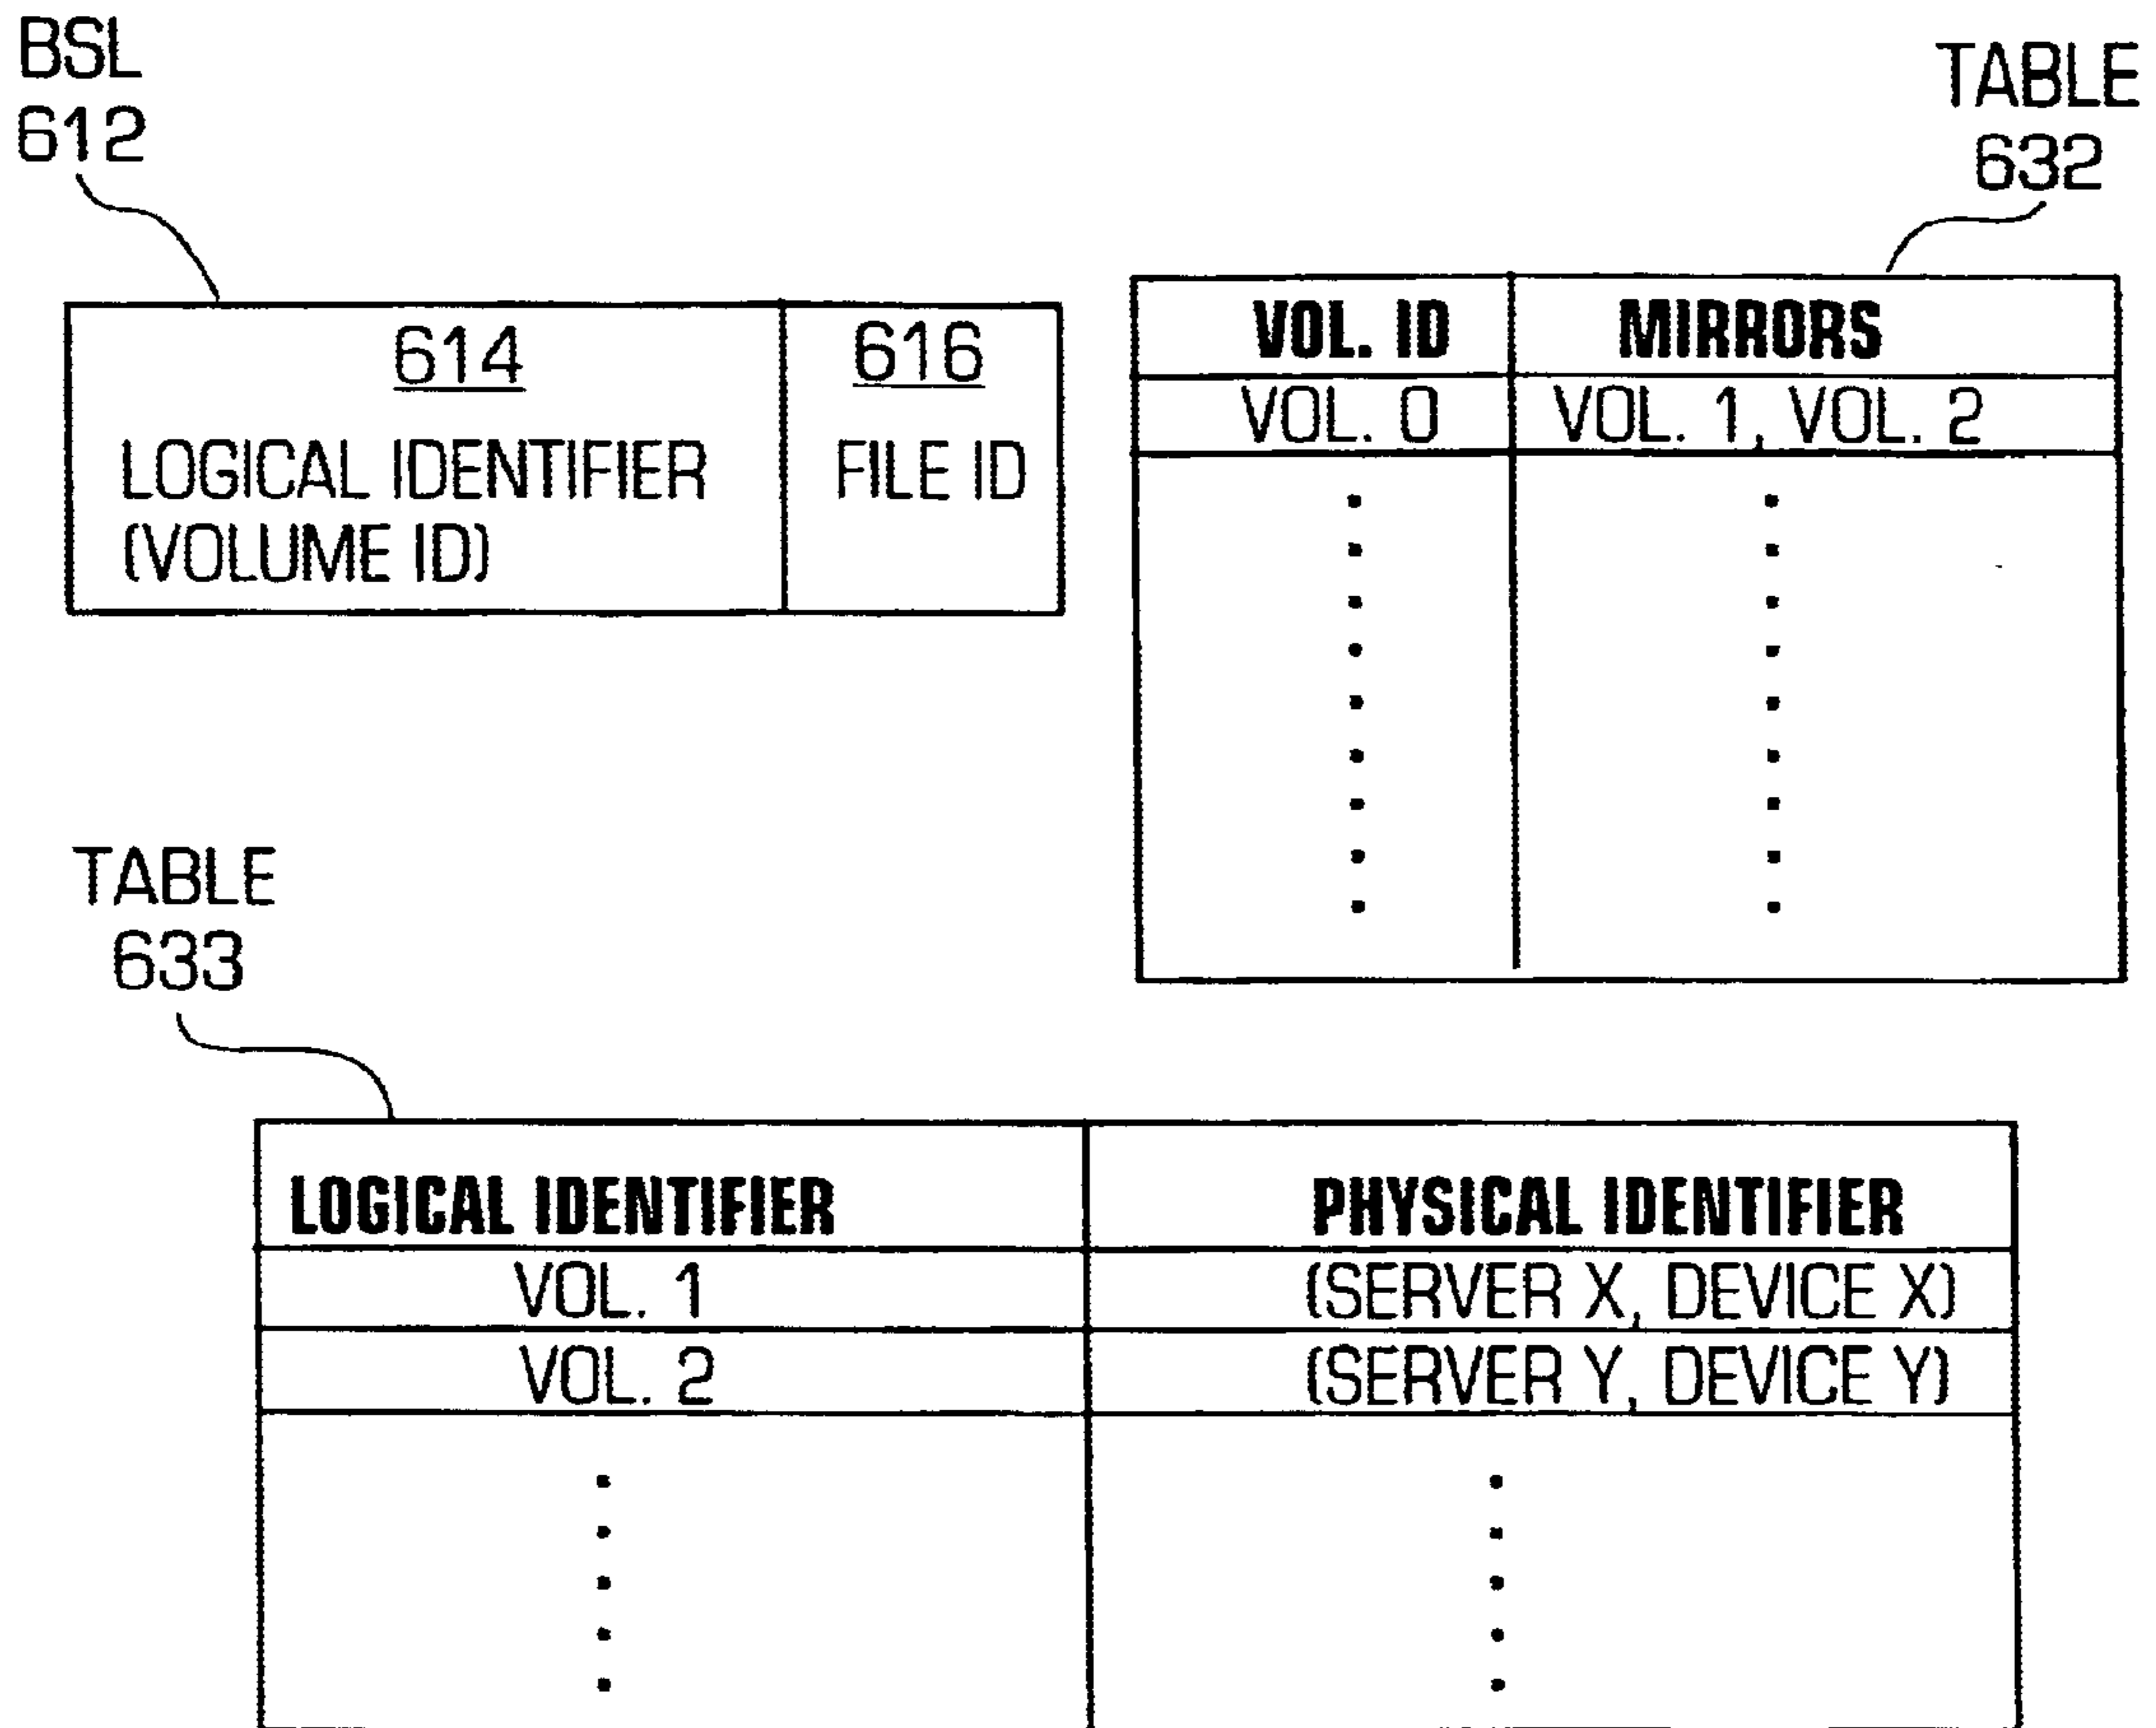 BSL
612
TABLE
632
614
616
LOGICAL IDENTIFIER
(VOLUME ID)
FILE ID
VOL. ID MIRRORS
VOL. 0 VOL. 1, VOL. 2
TABLE
633
LOGICAL IDENTIFIER PHYSICAL IDENTIFIER
VOL. 1 (SERVER X, DEVICE X)
VOL. 2 (SERVER Y, DEVICE Y)